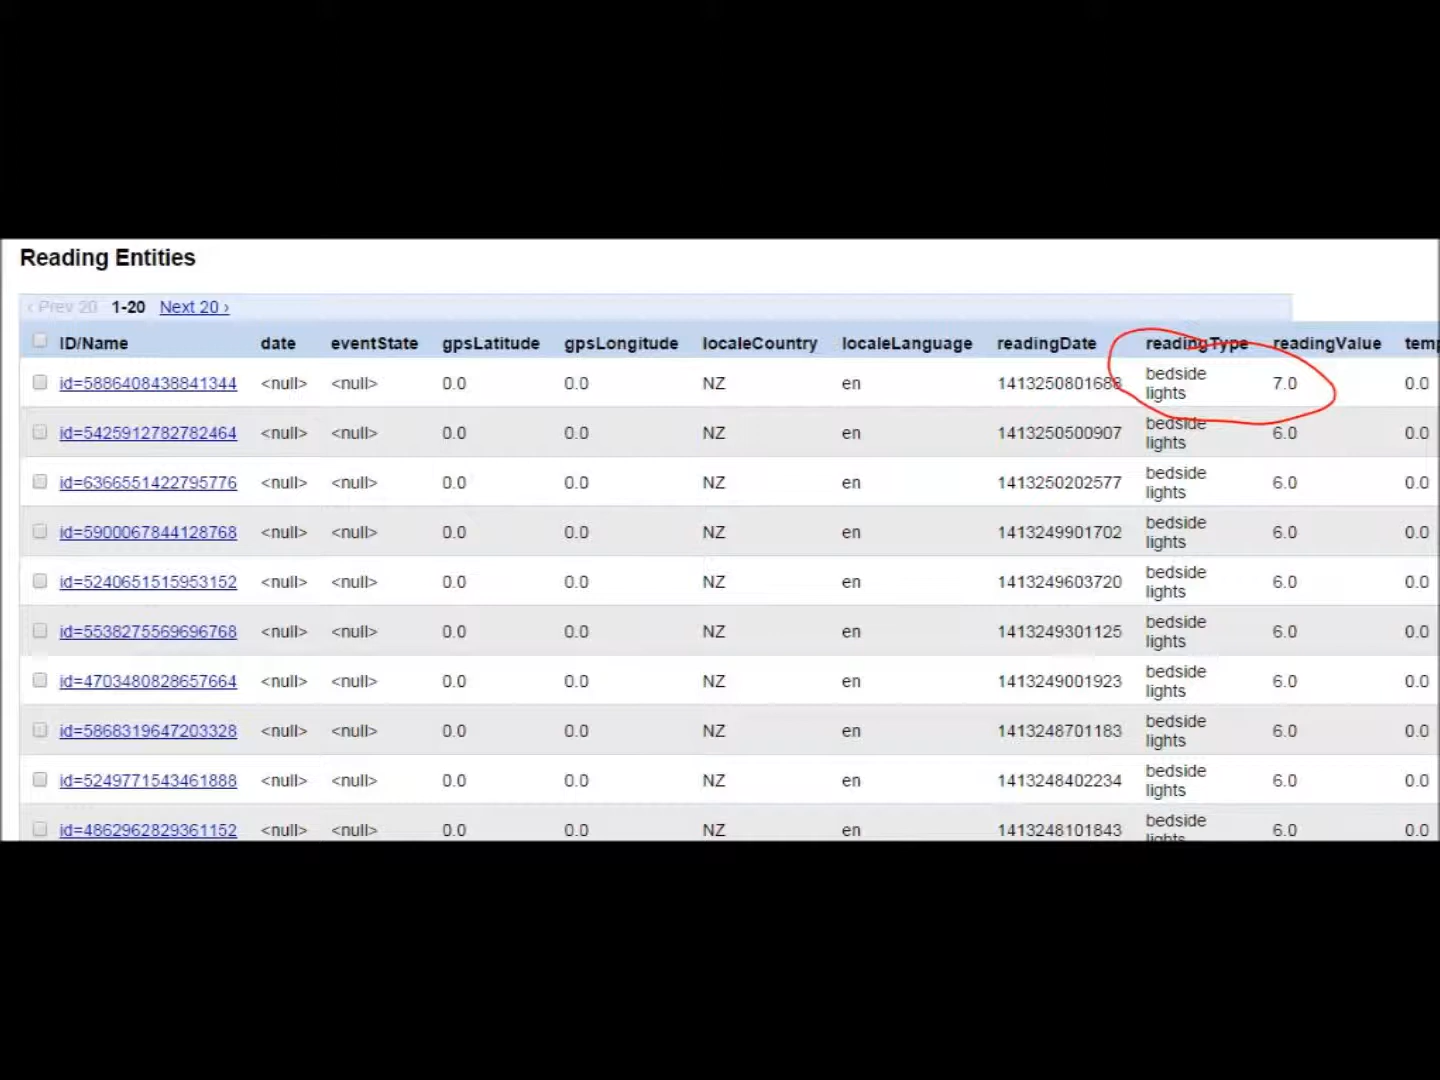 Reading Entities
‹ Prev 20 1-20 Next 20 ›
ID/Name date eventState gpsLatitude gpsLongitude localeCountry localeLanguage readingDate readingType readingValue
id=5886408438841344 <null> <null> 0.0 0.0 NZ en 1413250801688 bedside lights 7.0 0.0
id=5425912782782464 <null> <null> 0.0 0.0 NZ en 1413250500907 bedside lights 6.0 0.0
id=6366551422795776 <null> <null> 0.0 0.0 NZ en 1413250202577 bedside lights 6.0 0.0
id=5900067844128768 <null> <null> 0.0 0.0 NZ en 1413249901702 bedside lights 6.0 0.0
id=5240651515953152 <null> <null> 0.0 0.0 NZ en 1413249603720 bedside lights 6.0 0.0
id=5538275569696768 <null> <null> 0.0 0.0 NZ en 1413249301125 bedside lights 6.0 0.0
id=4703480828657664 <null> <null> 0.0 0.0 NZ en 1413249001923 bedside lights 6.0 0.0
id=5868319647203328 <null> <null> 0.0 0.0 NZ en 1413248701183 bedside lights 6.0 0.0
id=5249771543461888 <null> <null> 0.0 0.0 NZ en 1413248402234 bedside lights 6.0 0.0
id=4862962829361152 <null> <null> 0.0 0.0 NZ en 1413248101843 bedside lights 6.0 0.0